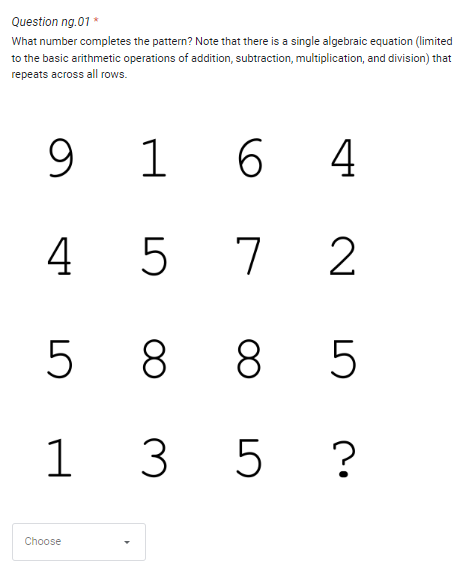 Question ng.01 *
What number completes the pattern? Note that there is a single algebraic equation (limited
to the basic arithmetic operations of addition, subtraction, multiplication, and division) that
repeats across all rows.
9 1 6 4
4 5 7 2
5 8 8 5
1 3 5 ?
Choose